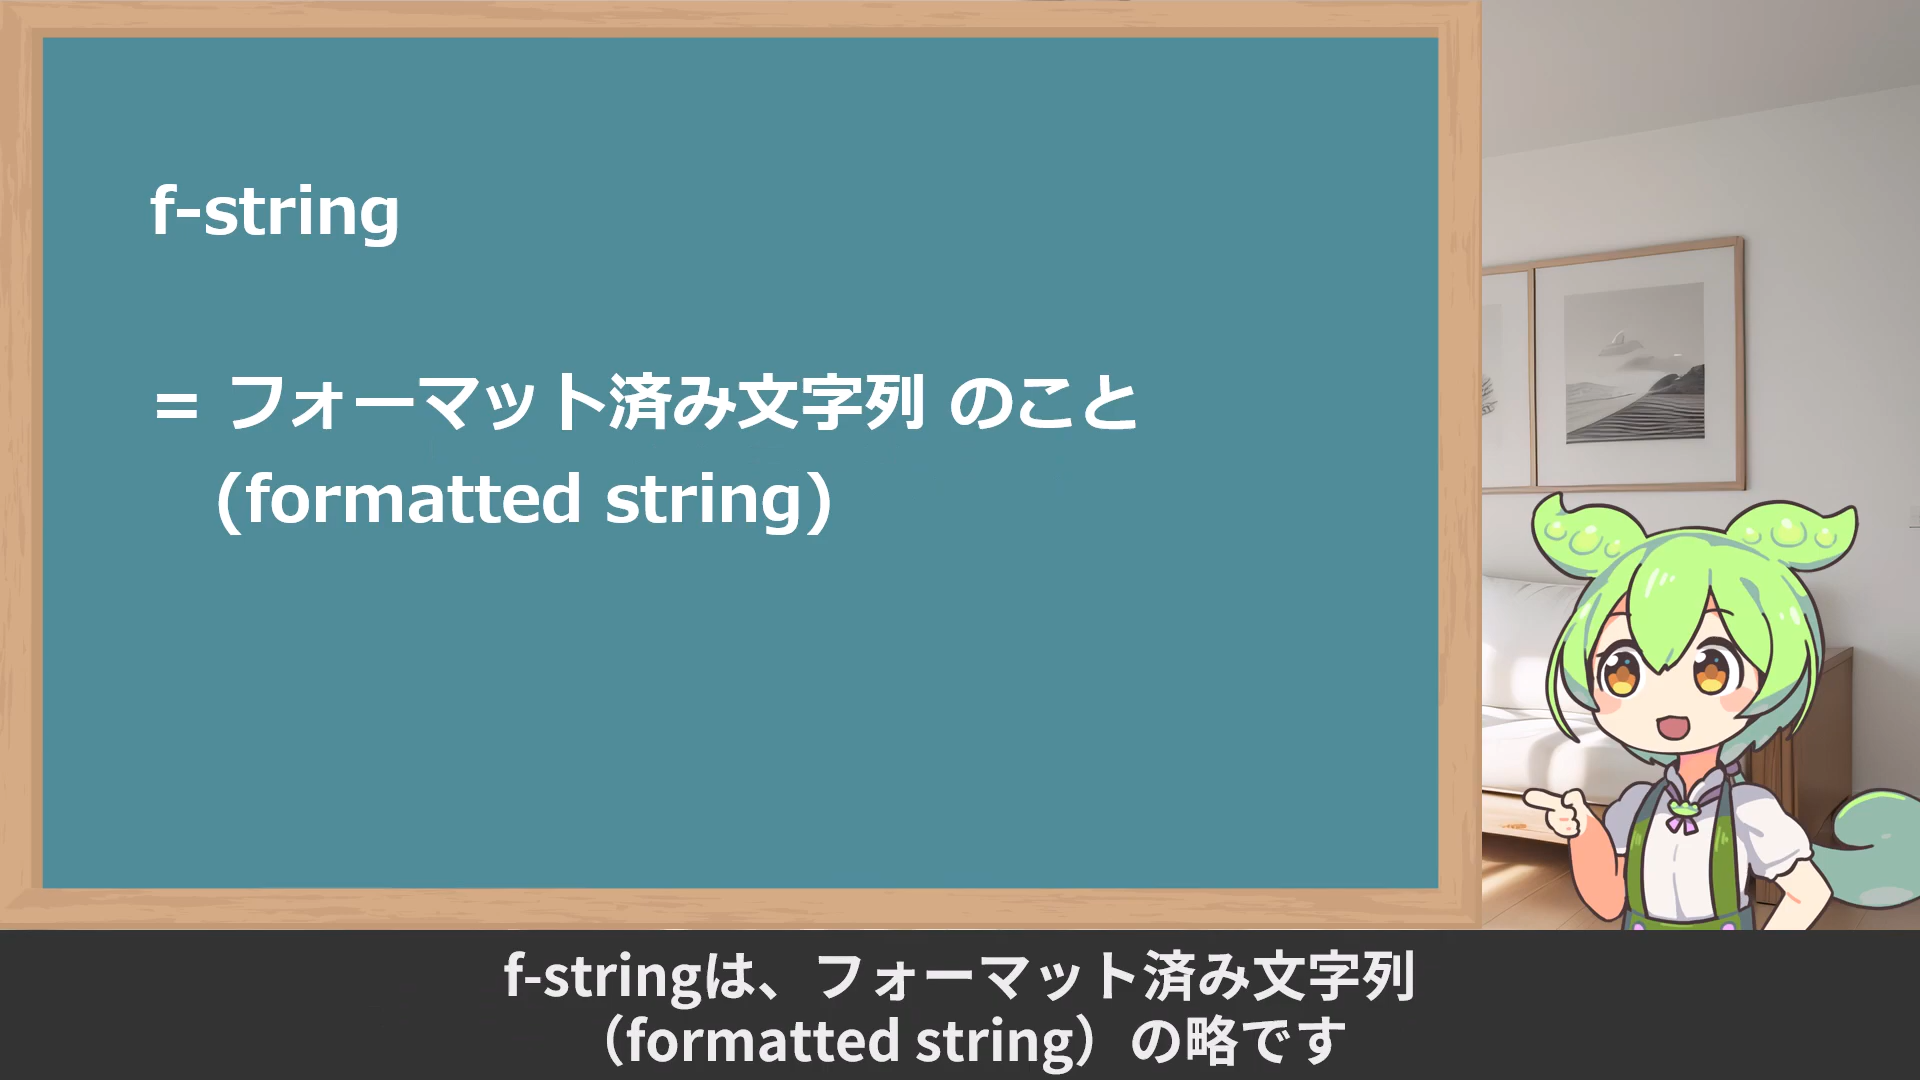 f-string
= フォーマット済み文字列 のこと
(formatted string)
f-stringは、フォーマット済み文字列
（formatted string）の略です